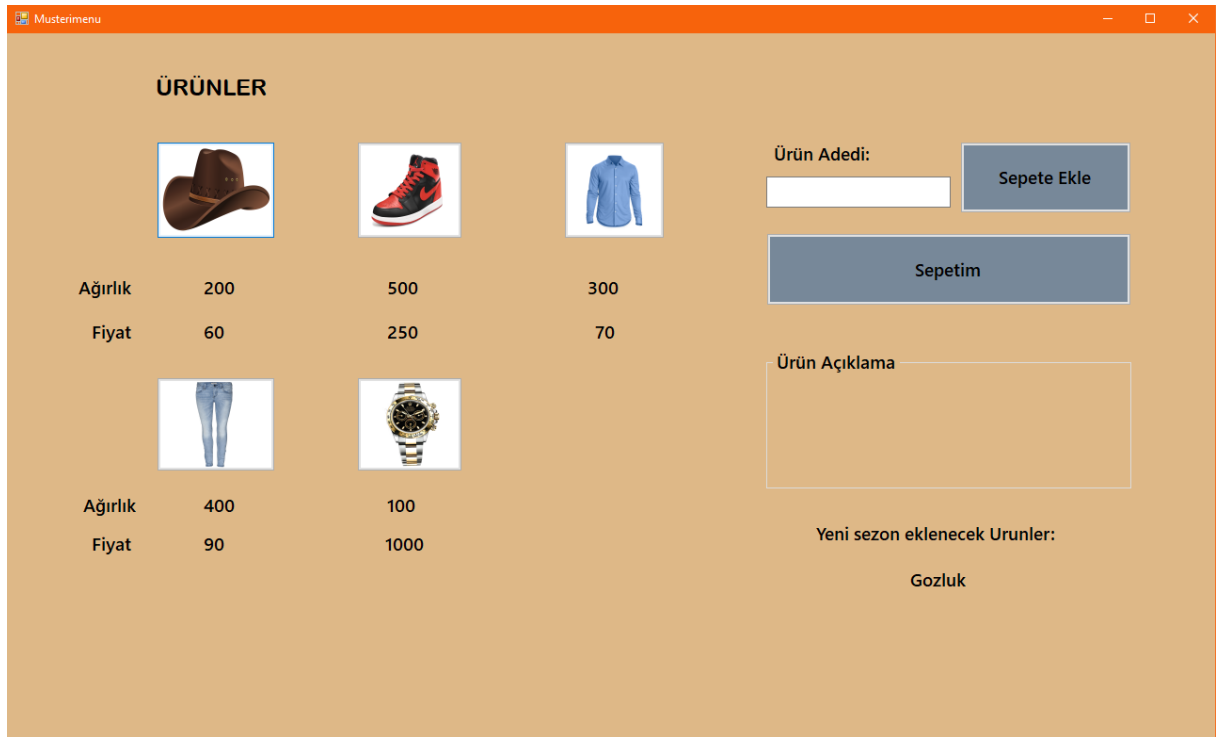 Musterimenu
ÜRÜNLER
Ürün Adedi:
Sepete Ekle
Sepetim
Ağırlık 200 500 300
Fiyat 60 250 70
Ürün Açıklama
Ağırlık 400 100
Fiyat 90 1000
Yeni sezon eklenecek Urunler:
Gozluk